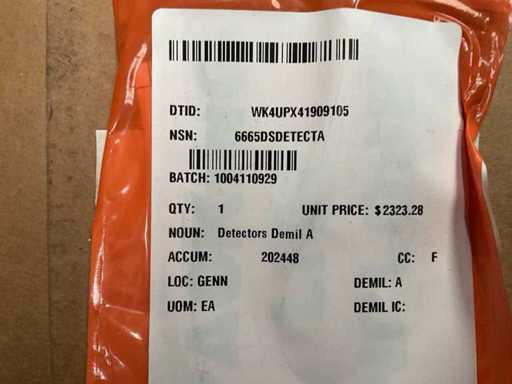 DTID: WK4UPX41909105
NSN: 6665DSDETECTA
BATCH: 1004110929
QTY: 1 UNIT PRICE: $2323.28
NOUN: Detectors Demil A
ACCUM: 202448 CC: F
LOC: GENN DEMIL: A
UOM: EA DEMIL IC: